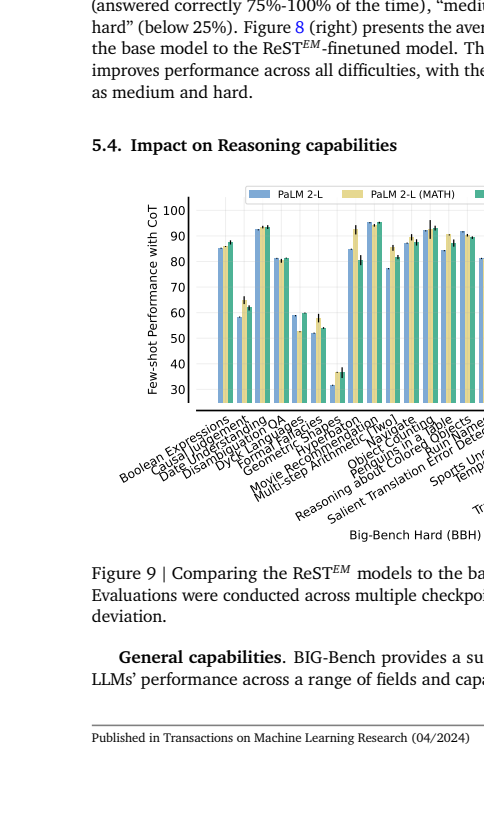 (answered correctly 75%-100% of the time), “medi
hard” (below 25%). Figure 8 (right) presents the aver
the base model to the ReST^EM-finetuned model. Th
improves performance across all difficulties, with the
as medium and hard.
5.4. Impact on Reasoning capabilities
PaLM 2-L
PaLM 2-L (MATH)
Few-shot Performance with CoT
100
90
80
70
60
50
40
30
Boolean Expressions
Causal Judgement
Date Understanding
Disambiguation QA
Dyck Languages
Formal Fallacies
Geometric Shapes
Hyperbaton
Movie Recommendation
Multi-step Arithmetic [Two]
Navigate
Object Counting
Penguins in a Table
Reasoning about Colored Objects
Ruin Names
Salient Translation Error Dete
Sports Un
Temp
Tr
Big-Bench Hard (BBH)
Figure 9 | Comparing the ReST^EM models to the ba
Evaluations were conducted across multiple checkpoi
deviation.
General capabilities. BIG-Bench provides a su
LLMs’ performance across a range of fields and capa
Published in Transactions on Machine Learning Research (04/2024)